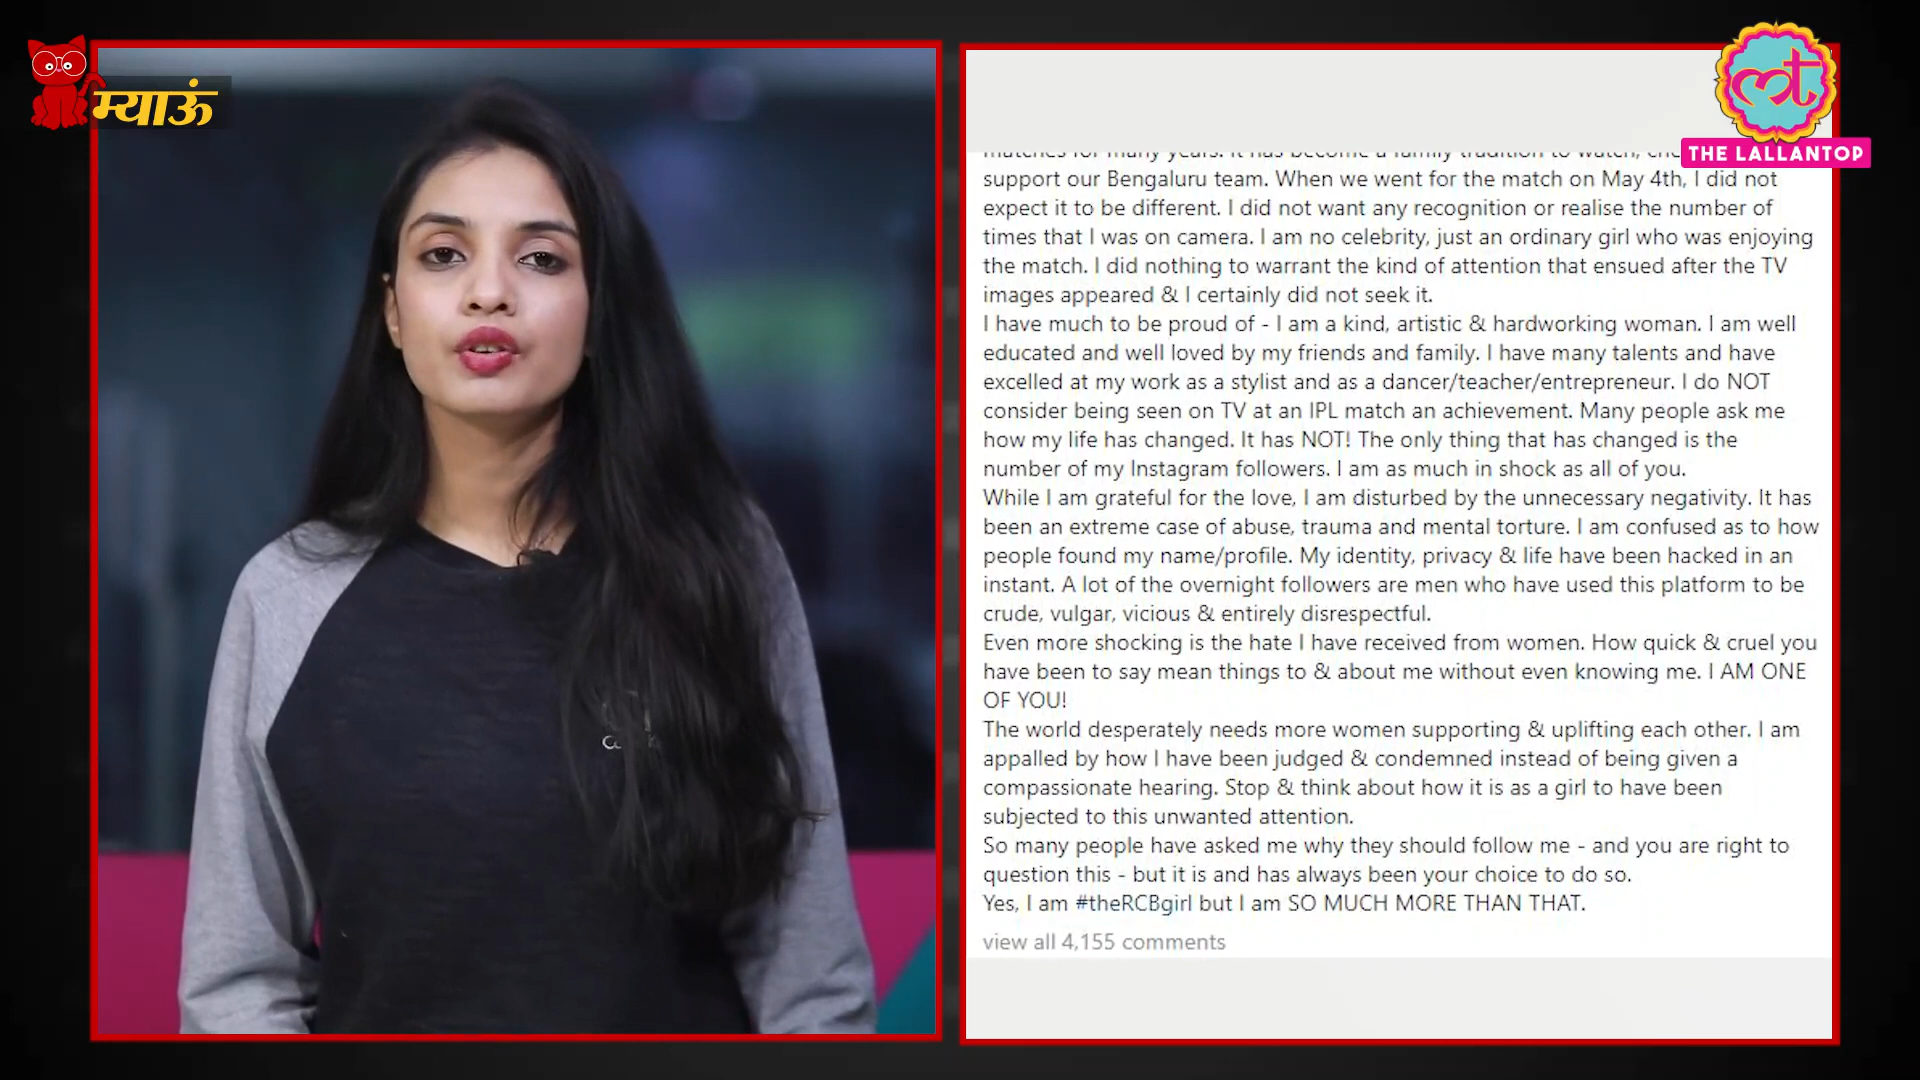 म्याऊं
THE LALLANTOP
matches for many years. It has become a family tradition to watch,
support our Bengaluru team. When we went for the match on May 4th, I did not
expect it to be different. I did not want any recognition or realise the number of
times that I was on camera. I am no celebrity, just an ordinary girl who was enjoying
the match. I did nothing to warrant the kind of attention that ensued after the TV
images appeared & I certainly did not seek it.
I have much to be proud of - I am a kind, artistic & hardworking woman. I am well
educated and well loved by my friends and family. I have many talents and have
excelled at my work as a stylist and as a dancer/teacher/entrepreneur. I do NOT
consider being seen on TV at an IPL match an achievement. Many people ask me
how my life has changed. It has NOT! The only thing that has changed is the
number of my Instagram followers. I am as much in shock as all of you.
While I am grateful for the love, I am disturbed by the unnecessary negativity. It has
been an extreme case of abuse, trauma and mental torture. I am confused as to how
people found my name/profile. My identity, privacy & life have been hacked in an
instant. A lot of the overnight followers are men who have used this platform to be
crude, vulgar, vicious & entirely disrespectful.
Even more shocking is the hate I have received from women. How quick & cruel you
have been to say mean things to & about me without even knowing me. I AM ONE
OF YOU!
The world desperately needs more women supporting & uplifting each other. I am
appalled by how I have been judged & condemned instead of being given a
compassionate hearing. Stop & think about how it is as a girl to have been
subjected to this unwanted attention.
So many people have asked me why they should follow me - and you are right to
question this - but it is and has always been your choice to do so.
Yes, I am #theRCBgirl but I am SO MUCH MORE THAN THAT.
view all 4,155 comments